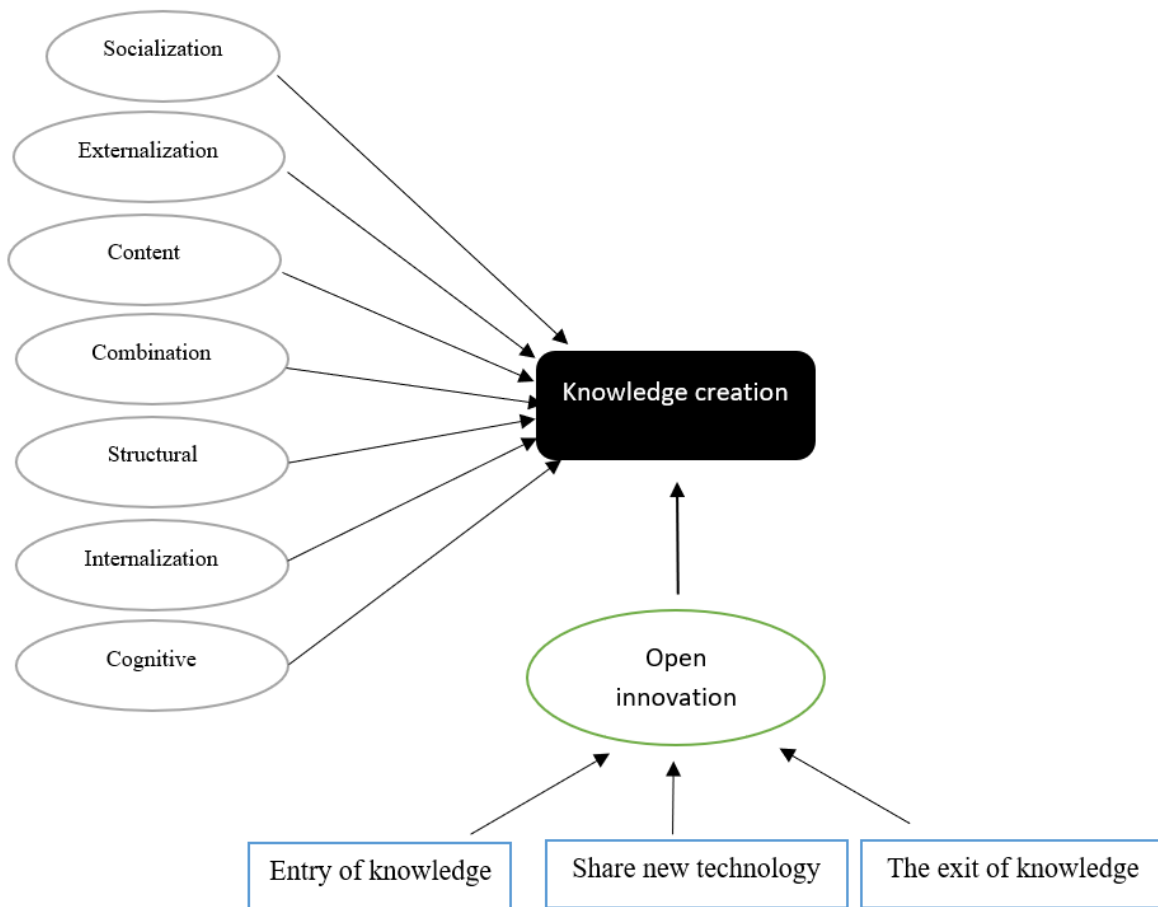 Socialization
Externalization
Content
Combination
Structural
Internalization
Cognitive
Knowledge creation
Open
innovation
Entry of knowledge
Share new technology
The exit of knowledge